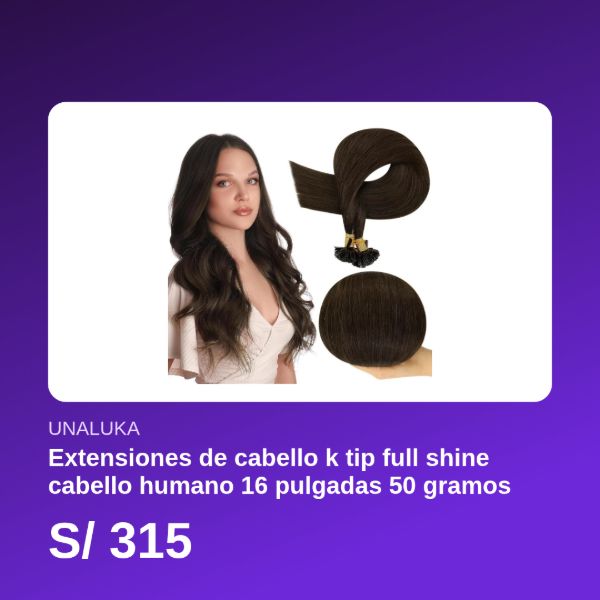 UNALUKA
Extensiones de cabello k tip full shine
cabello humano 16 pulgadas 50 gramos
S/ 315